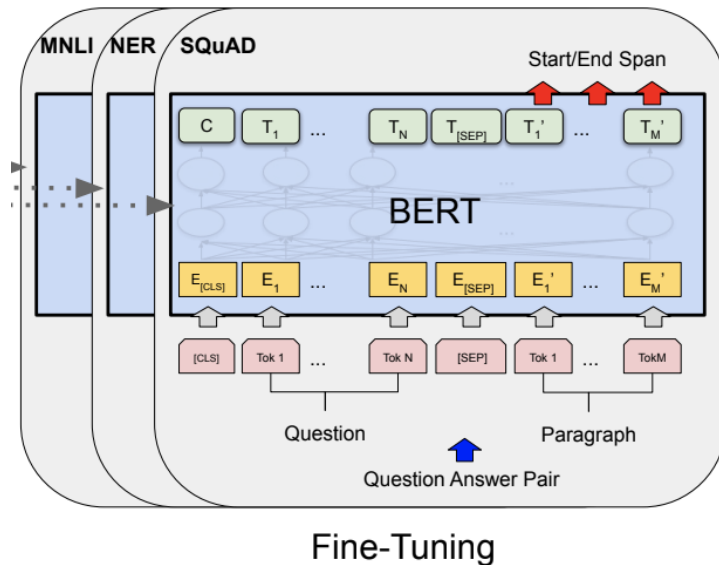 MNLI NER SQuAD
Start/End Span
C T1 ... TN T[SEP] T1’ ... TM’
...
BERT
...
E[CLS] E1 ... EN E[SEP] E1’ ... EM’
[CLS] Tok 1 ... Tok N [SEP] Tok 1 ... TokM
Question Paragraph
Question Answer Pair
Fine-Tuning